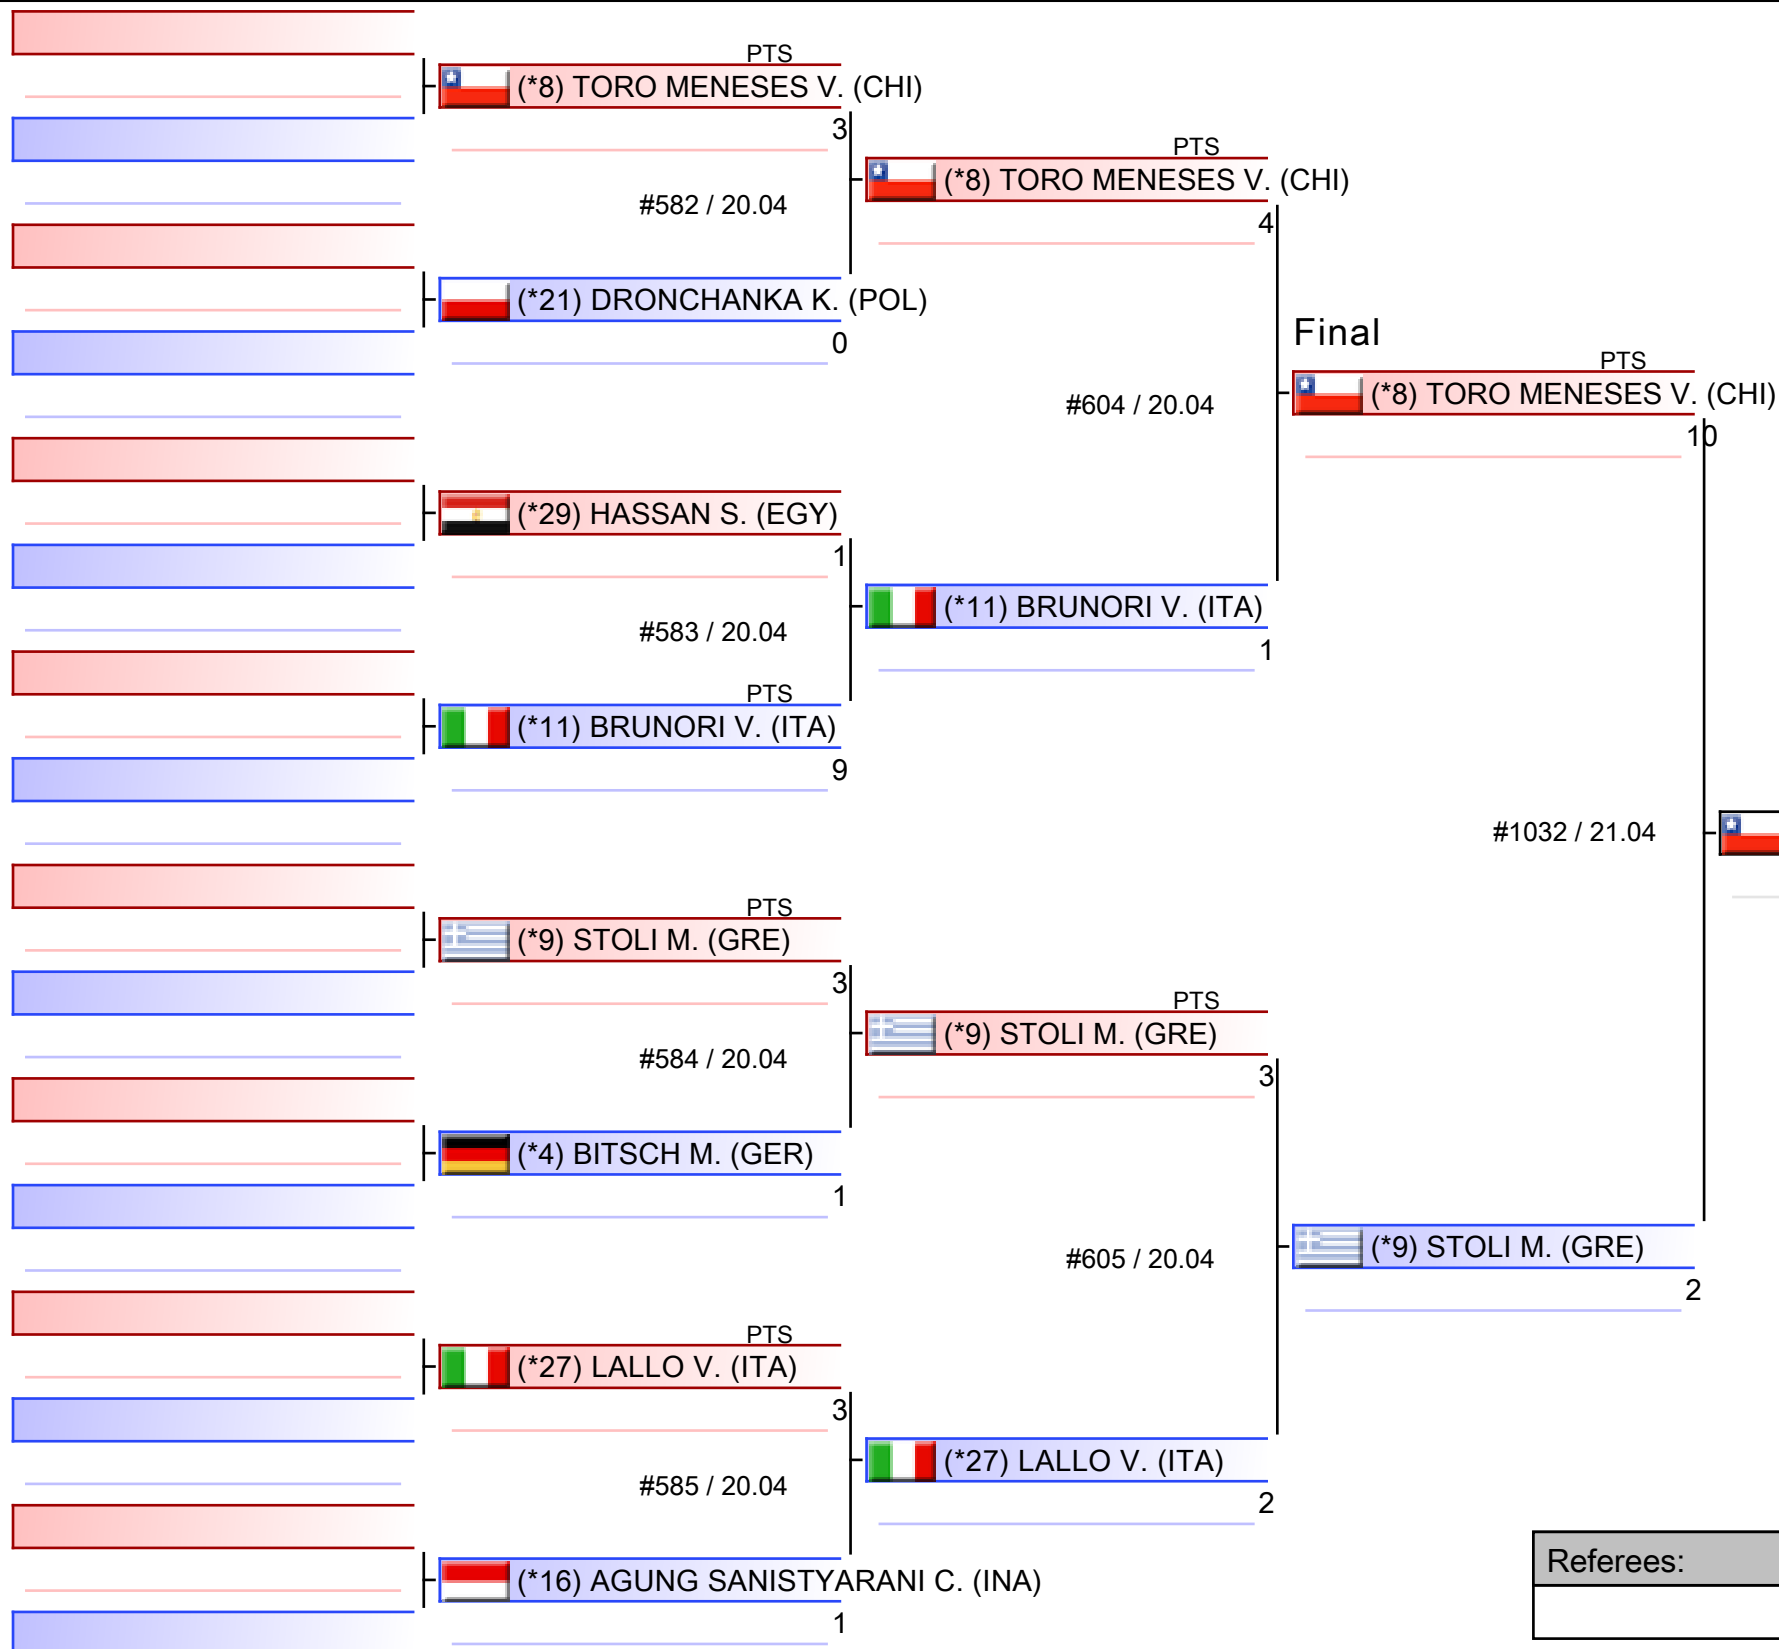 PTS
(*8) TORO MENESES V. (CHI)
3
#582 / 20.04
(*21) DRONCHANKA K. (POL)
0
(*29) HASSAN S. (EGY)
1
#583 / 20.04
PTS
(*11) BRUNORI V. (ITA)
9
PTS
(*9) STOLI M. (GRE)
3
#584 / 20.04
(*4) BITSCH M. (GER)
1
PTS
(*27) LALLO V. (ITA)
3
#585 / 20.04
(*16) AGUNG SANISTYARANI C. (INA)
1
PTS
(*8) TORO MENESES V. (CHI)
4
#604 / 20.04
(*11) BRUNORI V. (ITA)
1
PTS
(*9) STOLI M. (GRE)
3
#605 / 20.04
(*27) LALLO V. (ITA)
2
Final
PTS
(*8) TORO MENESES V. (CHI)
10
#1032 / 21.04
(*9) STOLI M. (GRE)
2
Referees: